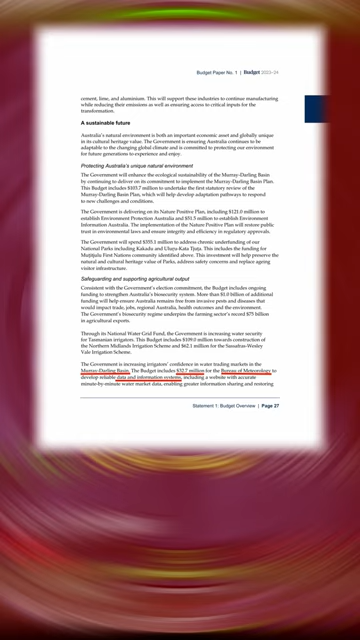 Budget Paper No. 1 | Budget 2023–24
cement, lime, and aluminium. This will support these industries to continue manufacturing
while reducing their emissions as well as ensuring access to critical inputs for the
transformation.
A sustainable future
Australia's natural environment is both an important economic asset and globally unique
in its cultural heritage value. The Government is ensuring Australia continues to be
adaptable to the changing global climate and is committed to protecting our environment
for future generations to experience and enjoy.
Protecting Australia's unique natural environment
The Government will enhance the ecological sustainability of the Murray-Darling Basin
by continuing to deliver on its commitment to implement the Murray-Darling Basin Plan.
This Budget includes $103.7 million to undertake the first statutory review of the
Murray-Darling Basin Plan, which will help develop adaptation pathways to respond
to new challenges and conditions.
The Government is delivering on its Nature Positive Plan, including $121.0 million to
establish Environment Protection Australia and $51.5 million to establish Environment
Information Australia. The implementation of the Nature Positive Plan will restore public
trust in environmental laws and ensure integrity and efficiency in regulatory approvals.
The Government will spend $355.1 million to address chronic underfunding of our
National Parks including Kakadu and Uluṟu-Kata Tjuṯa. This includes the funding for
Muṯitjulu First Nations community identified above. This investment will help preserve the
natural and cultural heritage value of Parks, address safety concerns and replace ageing
visitor infrastructure.
Safeguarding and supporting agricultural output
Consistent with the Government's election commitment, the Budget includes ongoing
funding to strengthen Australia's biosecurity system. More than $1.0 billion of additional
funding will help ensure Australia remains free from invasive pests and diseases
that would impact trade, jobs, regional Australia, health outcomes and the environment.
The Government's biosecurity regime underpins the farming sector's record $75 billion
in agricultural exports.
Through its National Water Grid Fund, the Government is increasing water security
for Tasmanian irrigators. This Budget includes $109.0 million towards construction of
the Northern Midlands Irrigation Scheme and $62.1 million for the Sassafras-Wesley
Vale Irrigation Scheme.
The Government is increasing irrigators' confidence in water trading markets in the
Murray-Darling Basin. The Budget includes $32.7 million for the Bureau of Meteorology to
develop reliable data and information systems, including a website with accurate
minute-by-minute water market data, enabling greater information sharing and restoring
Statement 1: Budget Overview | Page 27